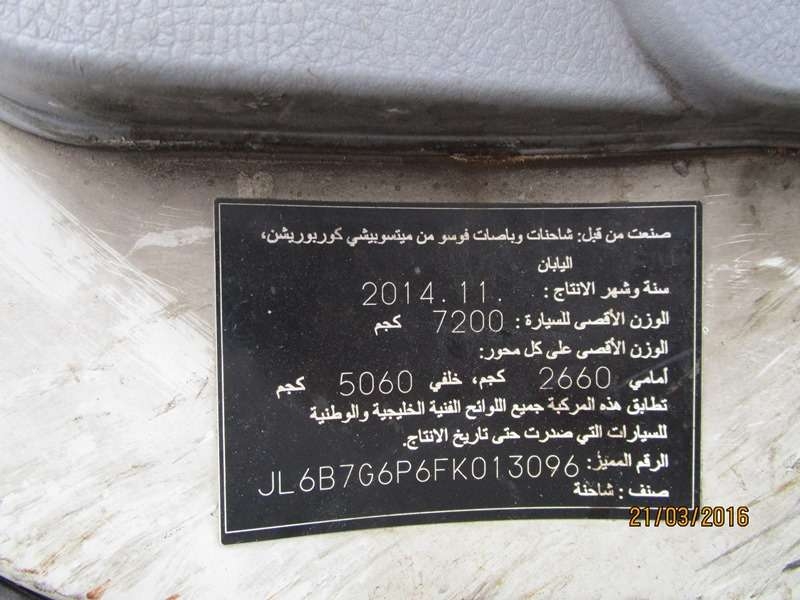 صنعت من قبل: شاحنات وباصات فوسو من ميتسوبيشي كوربوريشن،
اليابان
سنة وشهر الانتاج : 2014.11.
الوزن الأقصى للسيارة : 7200 كجم
الوزن الأقصى على كل محور:
أمامي 2660 كجم، خلفي 5060 كجم
تطابق هذه المركبة جميع اللوائح الفنية الخليجية والوطنية
للسيارات التي صدرت حتى تاريخ الانتاج.
الرقم المميز: JL6B7G6P6FK013096
صنف : شاحنة
21/03/2016